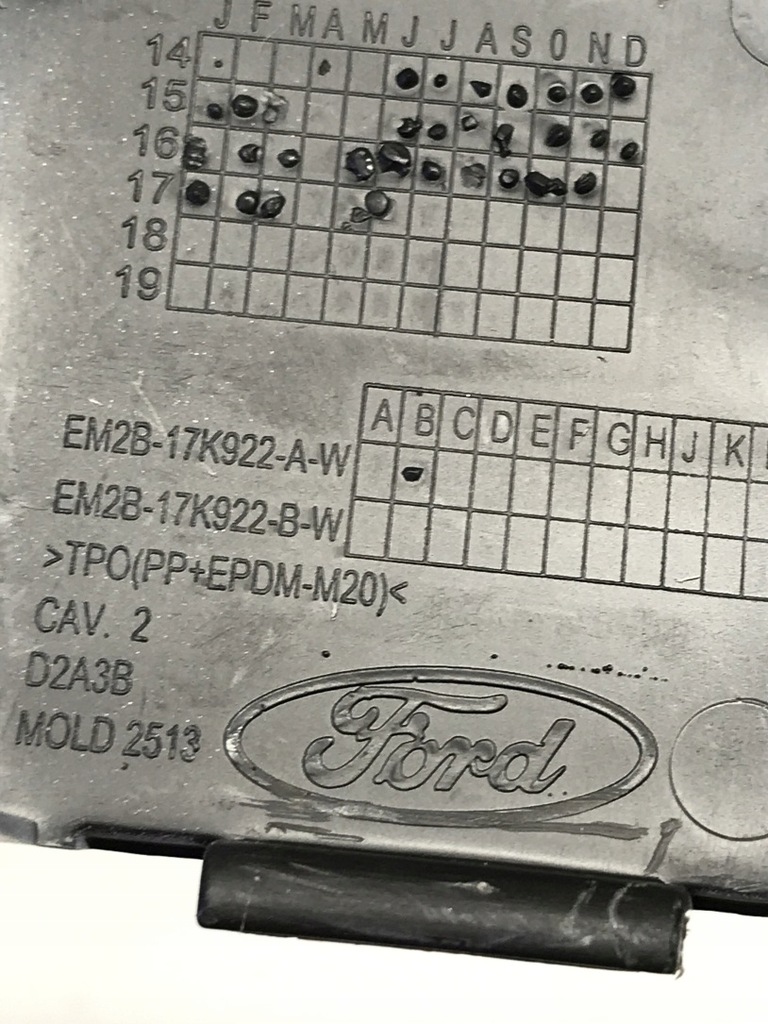 J F M A M J J A S O N D
14
15
16
17
18
19
A B C D E F G H J K
EM2B-17K922-A-W
EM2B-17K922-B-W
>TPO(PP+EPDM-M20)<
CAV. 2
D2A3B
MOLD 2513
Ford